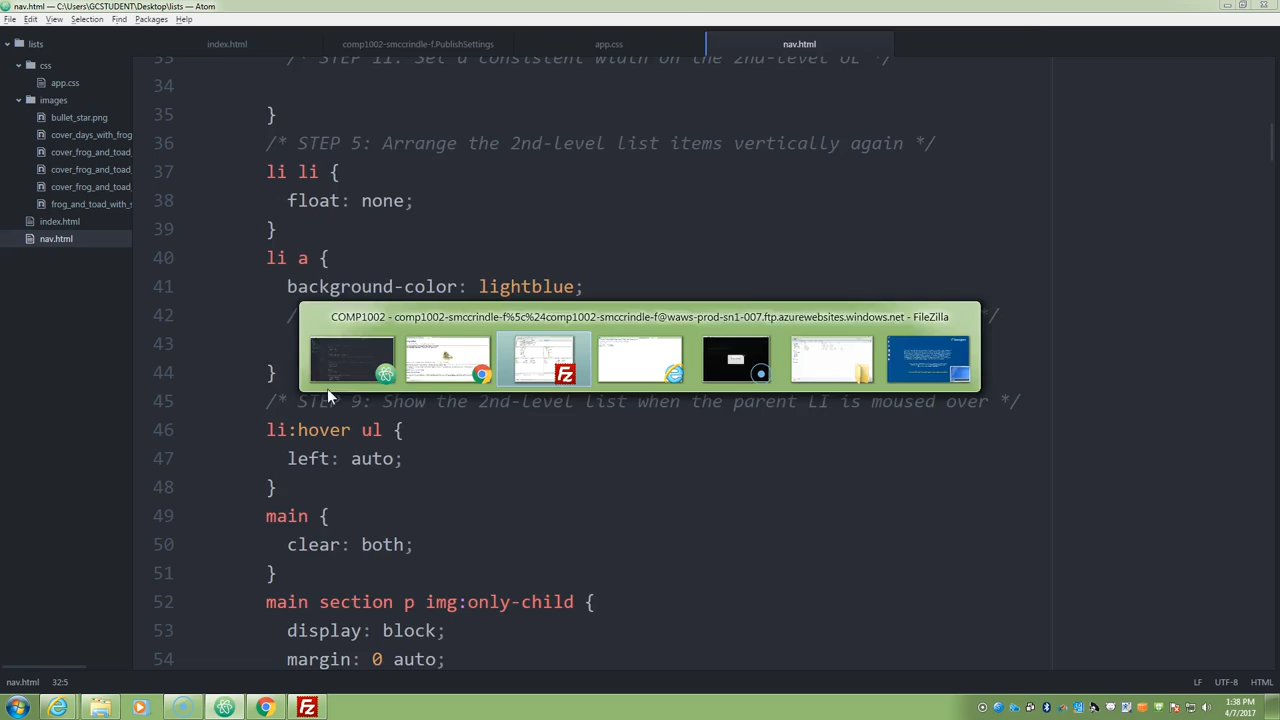 nav.html — C:\Users\GCSTUDENT\Desktop\lists — Atom
File Edit View Selection Find Packages Help
lists
css
app.css
images
bullet_star.png
cover_days_with_frog
cover_frog_and_toad_
cover_frog_and_toad_
cover_frog_and_toad_
frog_and_toad_with_s
index.html
nav.html
index.html comp1002-smccrindle-f.PublishSettings app.css nav.html
33 /* STEP 11: Set a consistent width on the 2nd-level UL */
34
35 }
36 /* STEP 5: Arrange the 2nd-level list items vertically again */
37 li li {
38 float: none;
39 }
40 li a {
41 background-color: lightblue;
COMP1002 - comp1002-smccrindle-f%5c%24comp1002-smccrindle-f@waws-prod-sn1-007.ftp.azurewebsites.windows.net - FileZilla
42 / */
43
44 }
45 /* STEP 9: Show the 2nd-level list when the parent LI is moused over */
46 li:hover ul {
47 left: auto;
48 }
49 main {
50 clear: both;
51 }
52 main section p img:only-child {
53 display: block;
54 margin: 0 auto;
nav.html 32:5 LF UTF-8 HTML
1:38 PM
4/7/2017